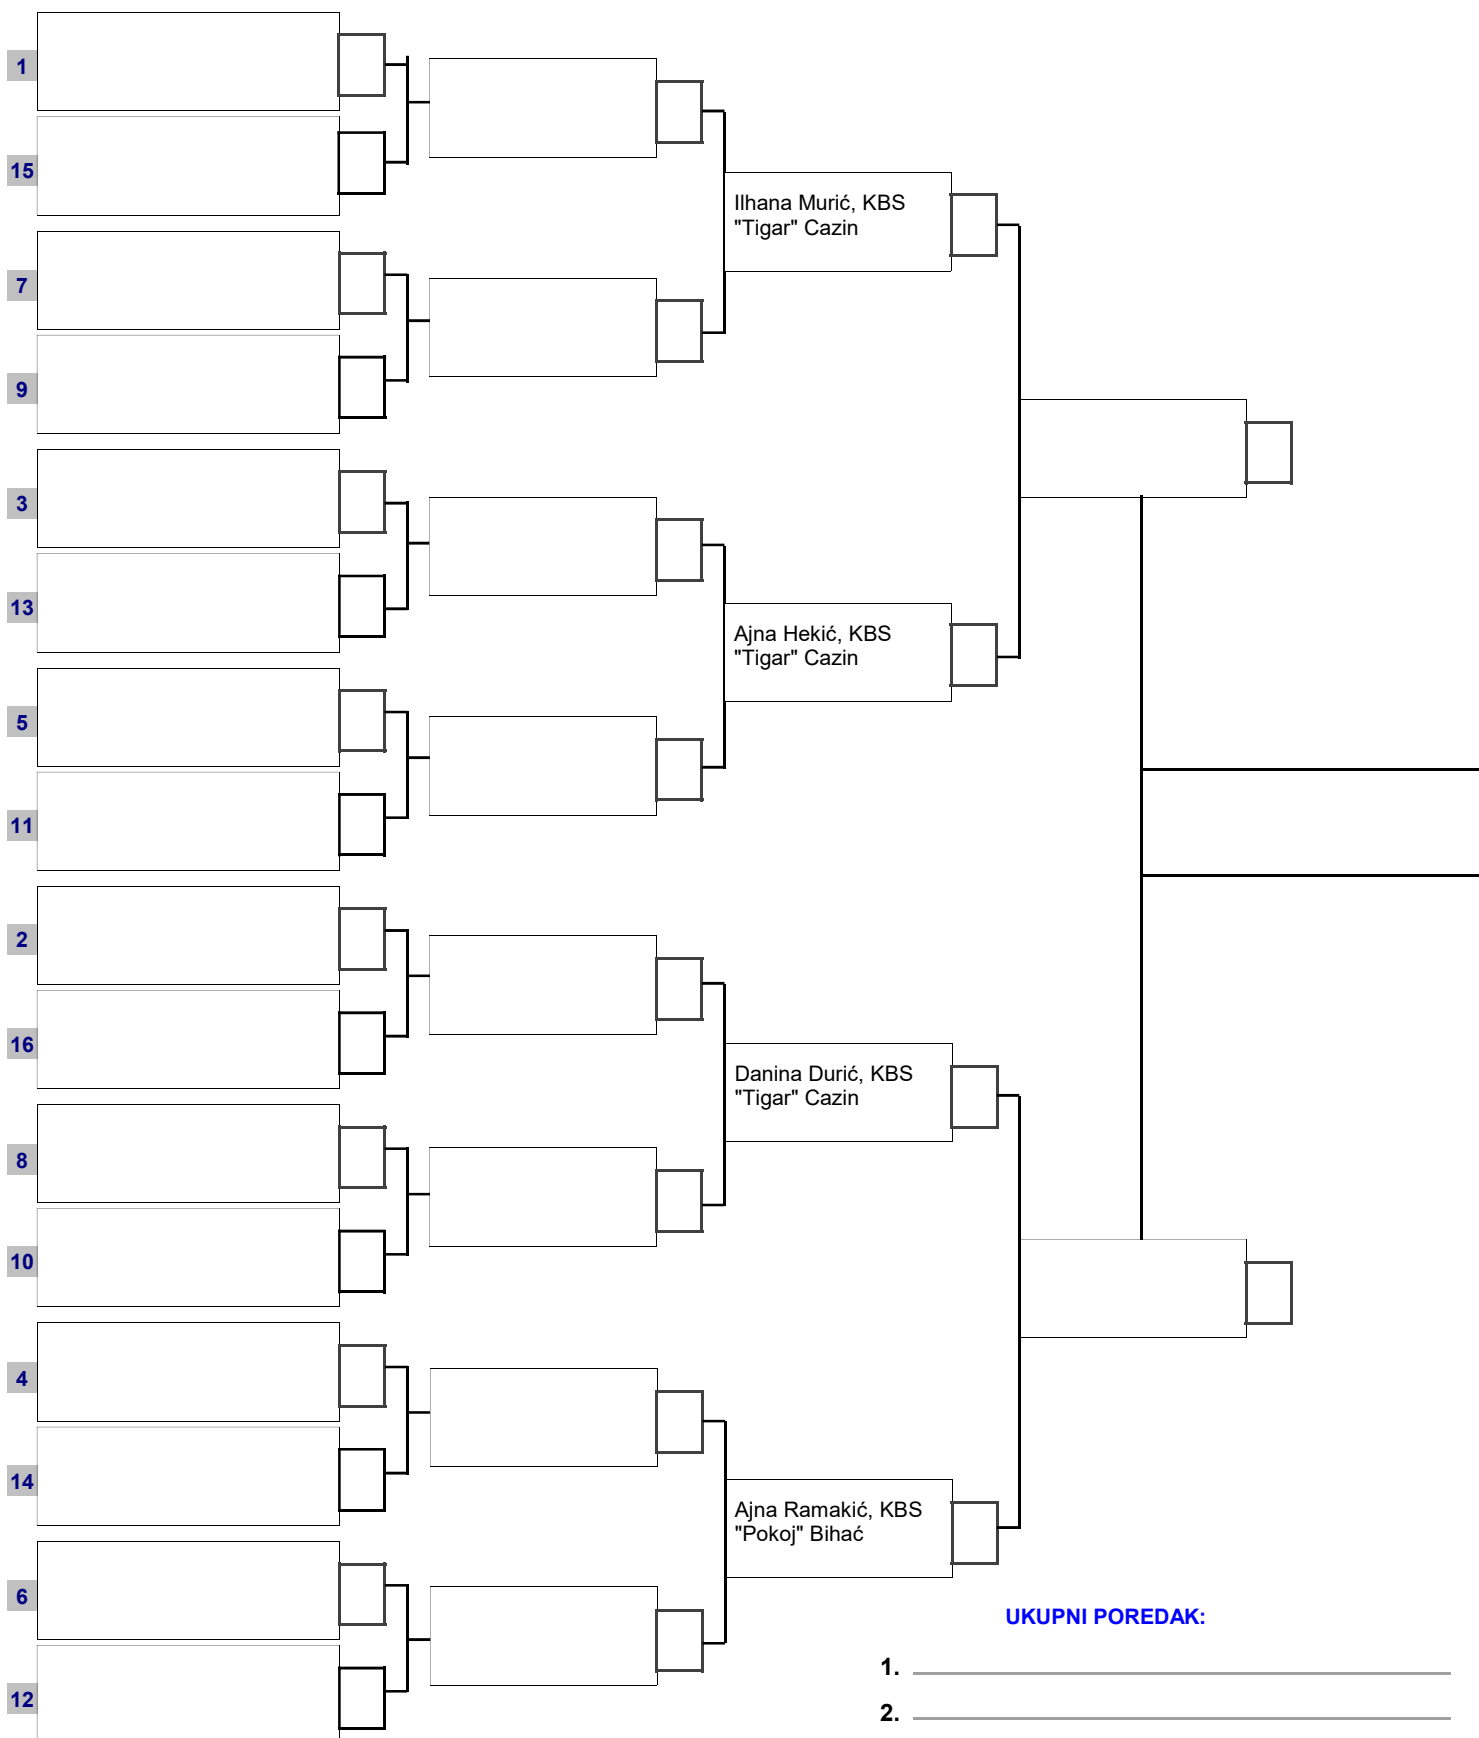 1
15
7
9
3
13
5
11
2
16
8
10
4
14
6
12
Ilhana Murić, KBS
"Tigar" Cazin
Ajna Hekić, KBS
"Tigar" Cazin
Danina Durić, KBS
"Tigar" Cazin
Ajna Ramakić, KBS
"Pokoj" Bihać
UKUPNI POREDAK:
1.
2.